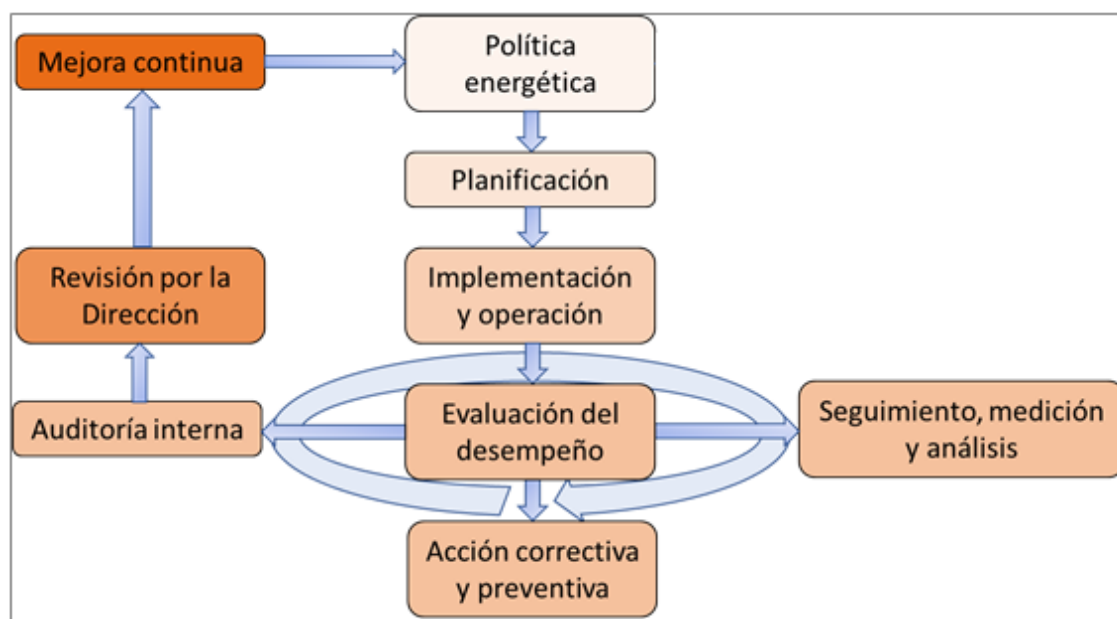 Mejora continua
Política
energética
Planificación
Revisión por la
Dirección
Implementación
y operación
Auditoría interna
Evaluación del
desempeño
Seguimiento, medición
y análisis
Acción correctiva
y preventiva